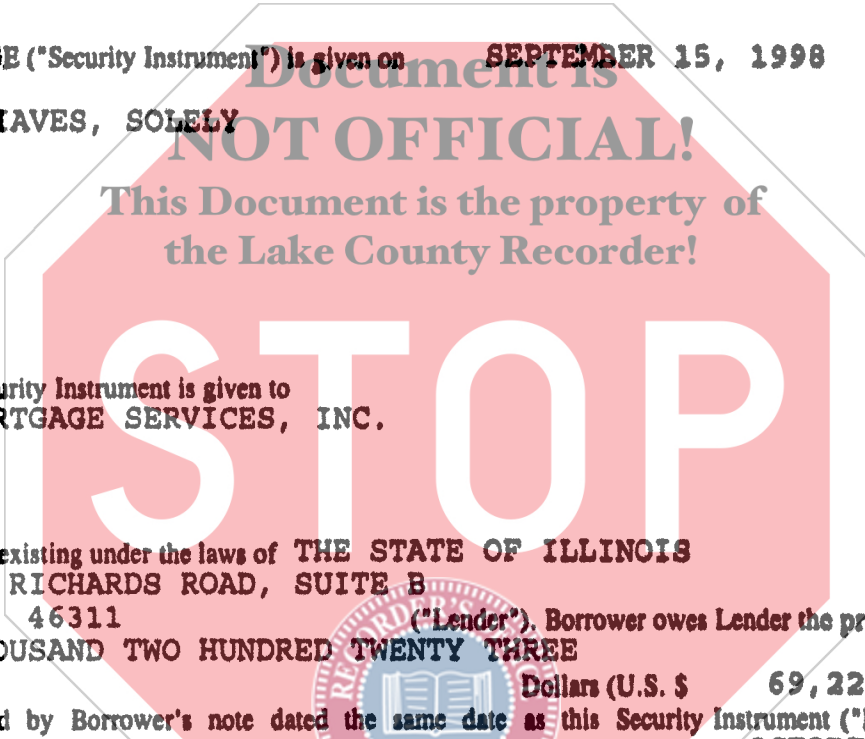 E ("Security Instrument") is given on SEPTEMBER 15, 1998
Document is
AVES, SOLELY
NOT OFFICIAL!
This Document is the property of
the Lake County Recorder!
STOP
urity Instrument is given to
RTGAGE SERVICES, INC.
existing under the laws of THE STATE OF ILLINOIS
RICHARDS ROAD, SUITE B
46311 ("Lender"). Borrower owes Lender the pr
OUSAND TWO HUNDRED TWENTY THREE
RECORDER'S
Dollars (U.S. $ 69,22
d by Borrower's note dated the same date as this Security Instrument ("